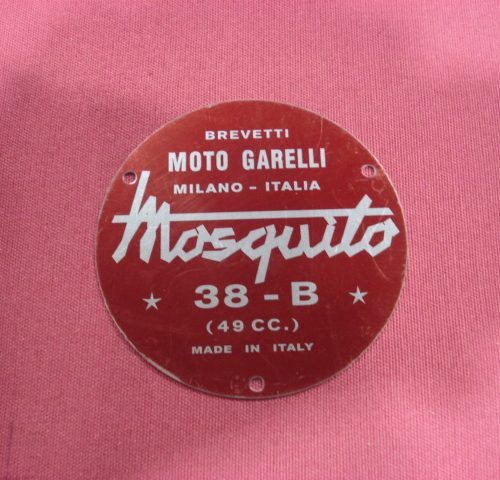 BREVETTI
MOTO GARELLI
MILANO - ITALIA
Mosquito
38 - B
(49 CC.)
MADE IN ITALY